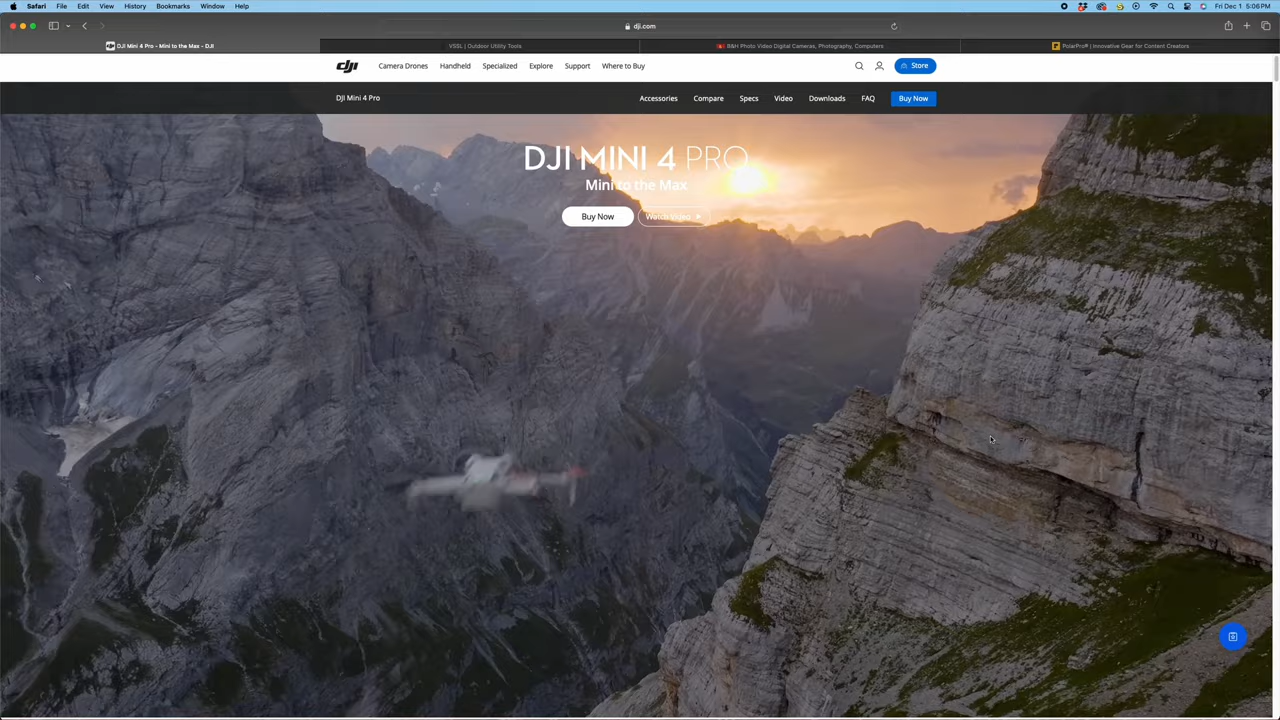 Safari File Edit View History Bookmarks Window Help Fri Dec 1 5:06PM
dji.com
DJI Mini 4 Pro - Mini to the Max - DJI
VSSL | Outdoor Utility Tools
B&H Photo Video Digital Cameras, Photography, Computers
PolarPro® | Innovative Gear for Content Creators
dji Camera Drones Handheld Specialized Explore Support Where to Buy Store
DJI Mini 4 Pro Accessories Compare Specs Video Downloads FAQ Buy Now
DJI MINI 4 PRO
Mini to the Max
Buy Now Watch Video